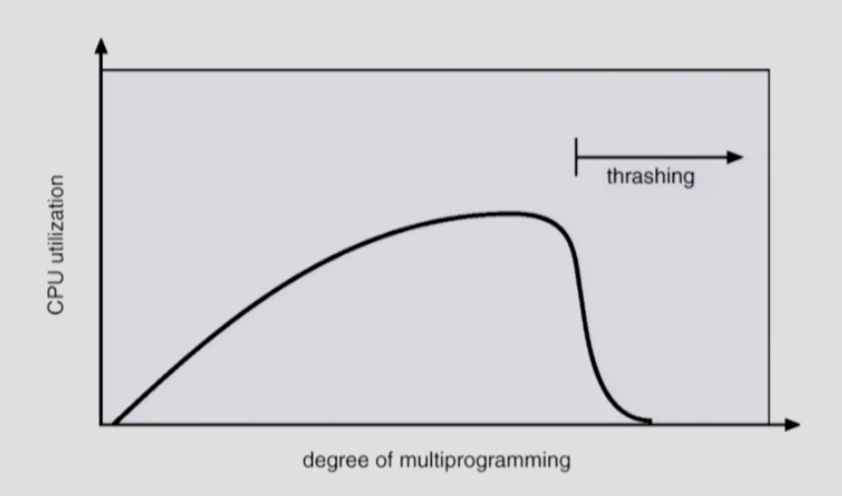 thrashing
CPU utilization
degree of multiprogramming